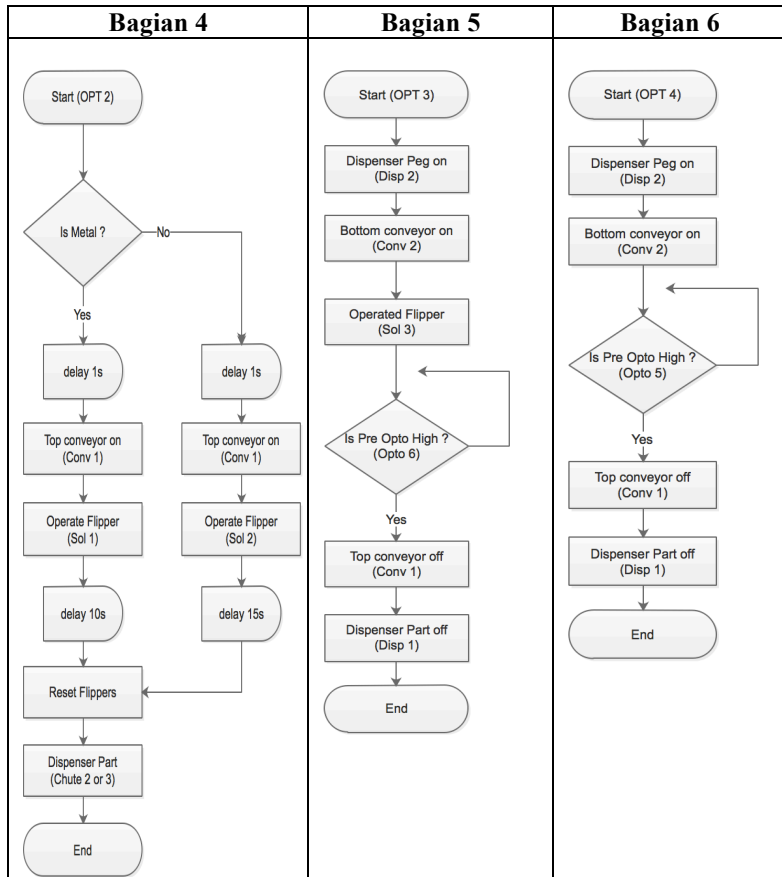 Bagian 4
Bagian 5
Bagian 6
Start (OPT 2)
Is Metal ?
No
Yes
delay 1s
delay 1s
Top conveyor on
(Conv 1)
Top conveyor on
(Conv 1)
Operate Flipper
(Sol 1)
Operate Flipper
(Sol 2)
delay 10s
delay 15s
Reset Flippers
Dispenser Part
(Chute 2 or 3)
End
Start (OPT 3)
Dispenser Peg on
(Disp 2)
Bottom conveyor on
(Conv 2)
Operated Flipper
(Sol 3)
Is Pre Opto High ?
(Opto 6)
Yes
Top conveyor off
(Conv 1)
Dispenser Part off
(Disp 1)
End
Start (OPT 4)
Dispenser Peg on
(Disp 2)
Bottom conveyor on
(Conv 2)
Is Pre Opto High ?
(Opto 5)
Yes
Top conveyor off
(Conv 1)
Dispenser Part off
(Disp 1)
End